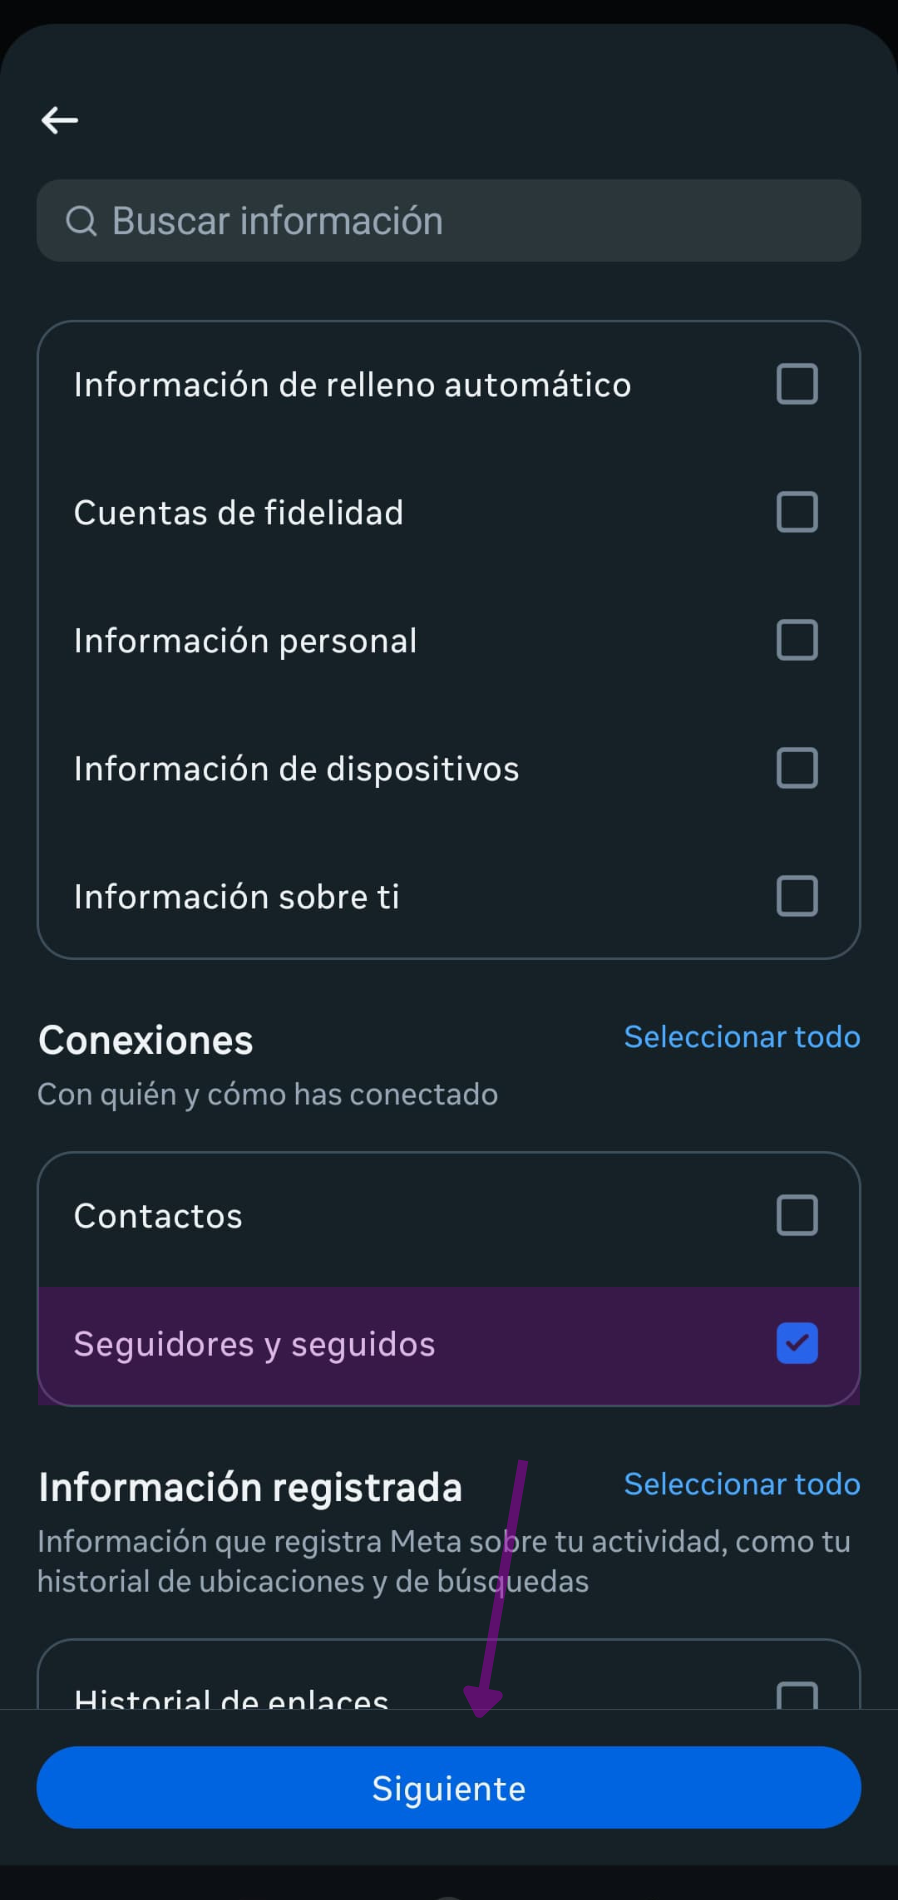 Buscar información
Información de relleno automático
Cuentas de fidelidad
Información personal
Información de dispositivos
Información sobre ti
Conexiones
Seleccionar todo
Con quién y cómo has conectado
Contactos
Seguidores y seguidos
Información registrada
Seleccionar todo
Información que registra Meta sobre tu actividad, como tu
historial de ubicaciones y de búsquedas
Historial de enlaces
Siguiente